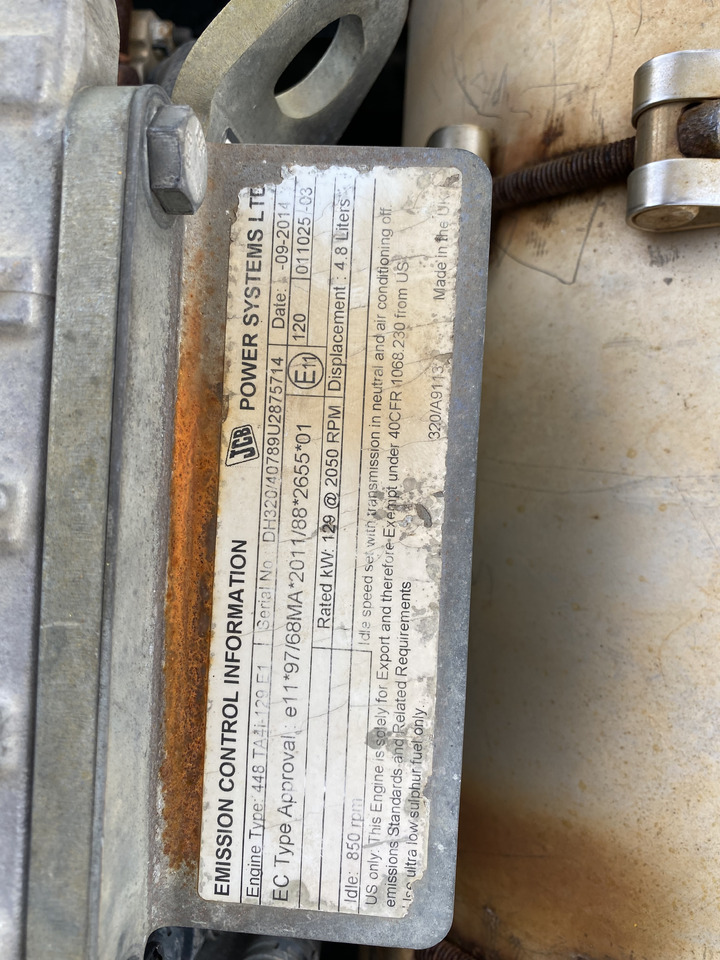 EMISSION CONTROL INFORMATION JCB POWER SYSTEMS LTD
Engine Type: 448 TA4i-129 E1 Serial No DH320/40789U2875714 Date: -09-2014
EC Type Approval: e11*97/68MA*2011/88*2655*01 E11 120 011025-03
Rated kW: 129 @ 2050 RPM Displacement : 4.8 Liters
Idle: 850 rpm Idle speed set with transmission in neutral and air conditioning off
US only: This Engine is solely for Export and therefore Exempt under 40CFR 1068.230 from US
emissions Standards and Related Requirements
Use ultra low sulphur fuel only. 320/A9113 Made in the UK